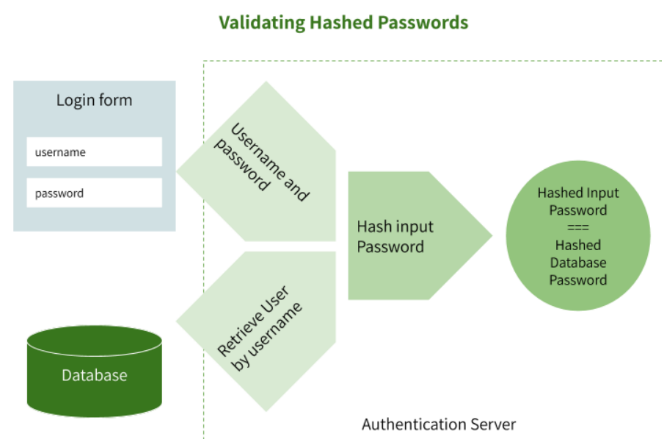 Validating Hashed Passwords
Login form
username
password
Username and
password
Hash input
Password
Hashed Input
Password
===
Hashed
Database
Password
Retrieve User
by username
Database
Authentication Server